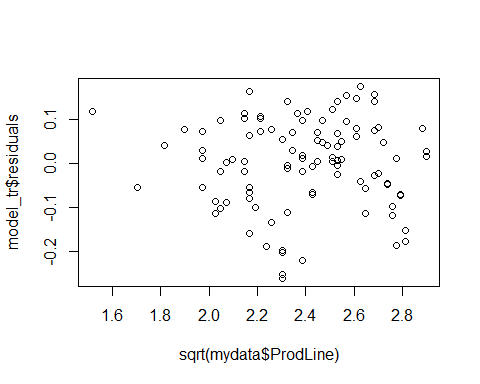 model_tr$residuals
0.1
0.0
-0.1
-0.2
1.6 1.8 2.0 2.2 2.4 2.6 2.8
sqrt(mydata$ProdLine)